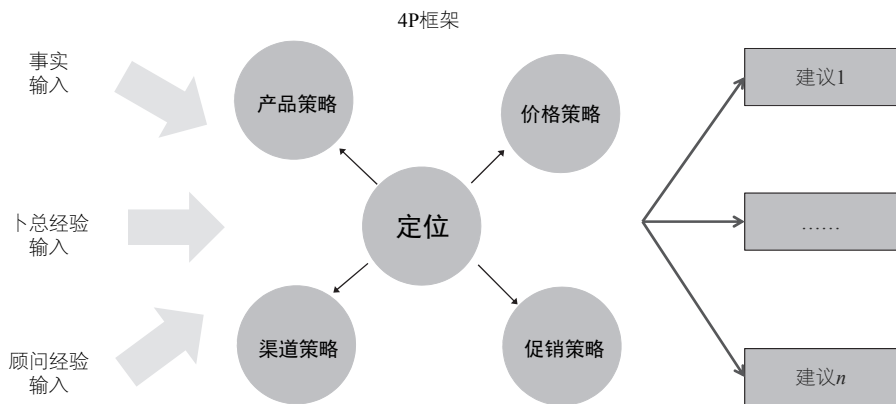 4P框架
事实
输入
卜总经验
输入
顾问经验
输入
产品策略
价格策略
定位
渠道策略
促销策略
建议1
……
建议n